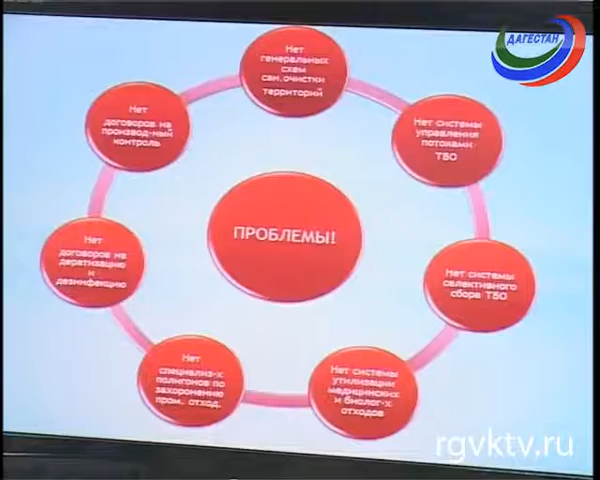 ДАГЕСТАН
Нет
генеральных
схем
сан.очистки
территорий
Нет системы
управления
потоками
ТБО
Нет системы
селективного
сбора ТБО
Нет системы
утилизации
медицинских
и биолог-х
отходов
Нет
специализ-х
полигонов по
захоронению
пром. отход.
Нет
договоров на
дератизацию
и
дезинфекцию
Нет
договоров на
производ-ный
контроль
ПРОБЛЕМЫ!
rgvktv.ru